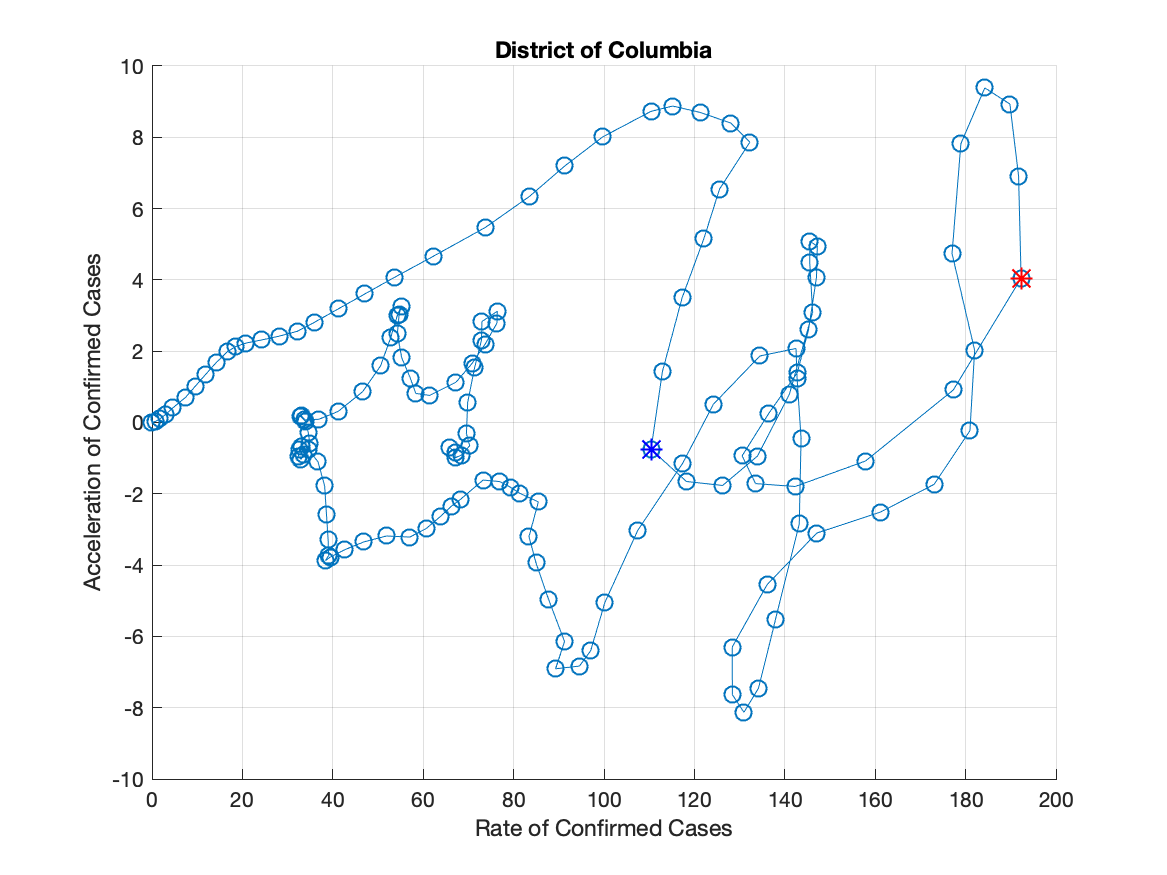 District of Columbia
10
8
6
4
2
0
-2
-4
-6
-8
-10
Acceleration of Confirmed Cases
0 20 40 60 80 100 120 140 160 180 200
Rate of Confirmed Cases